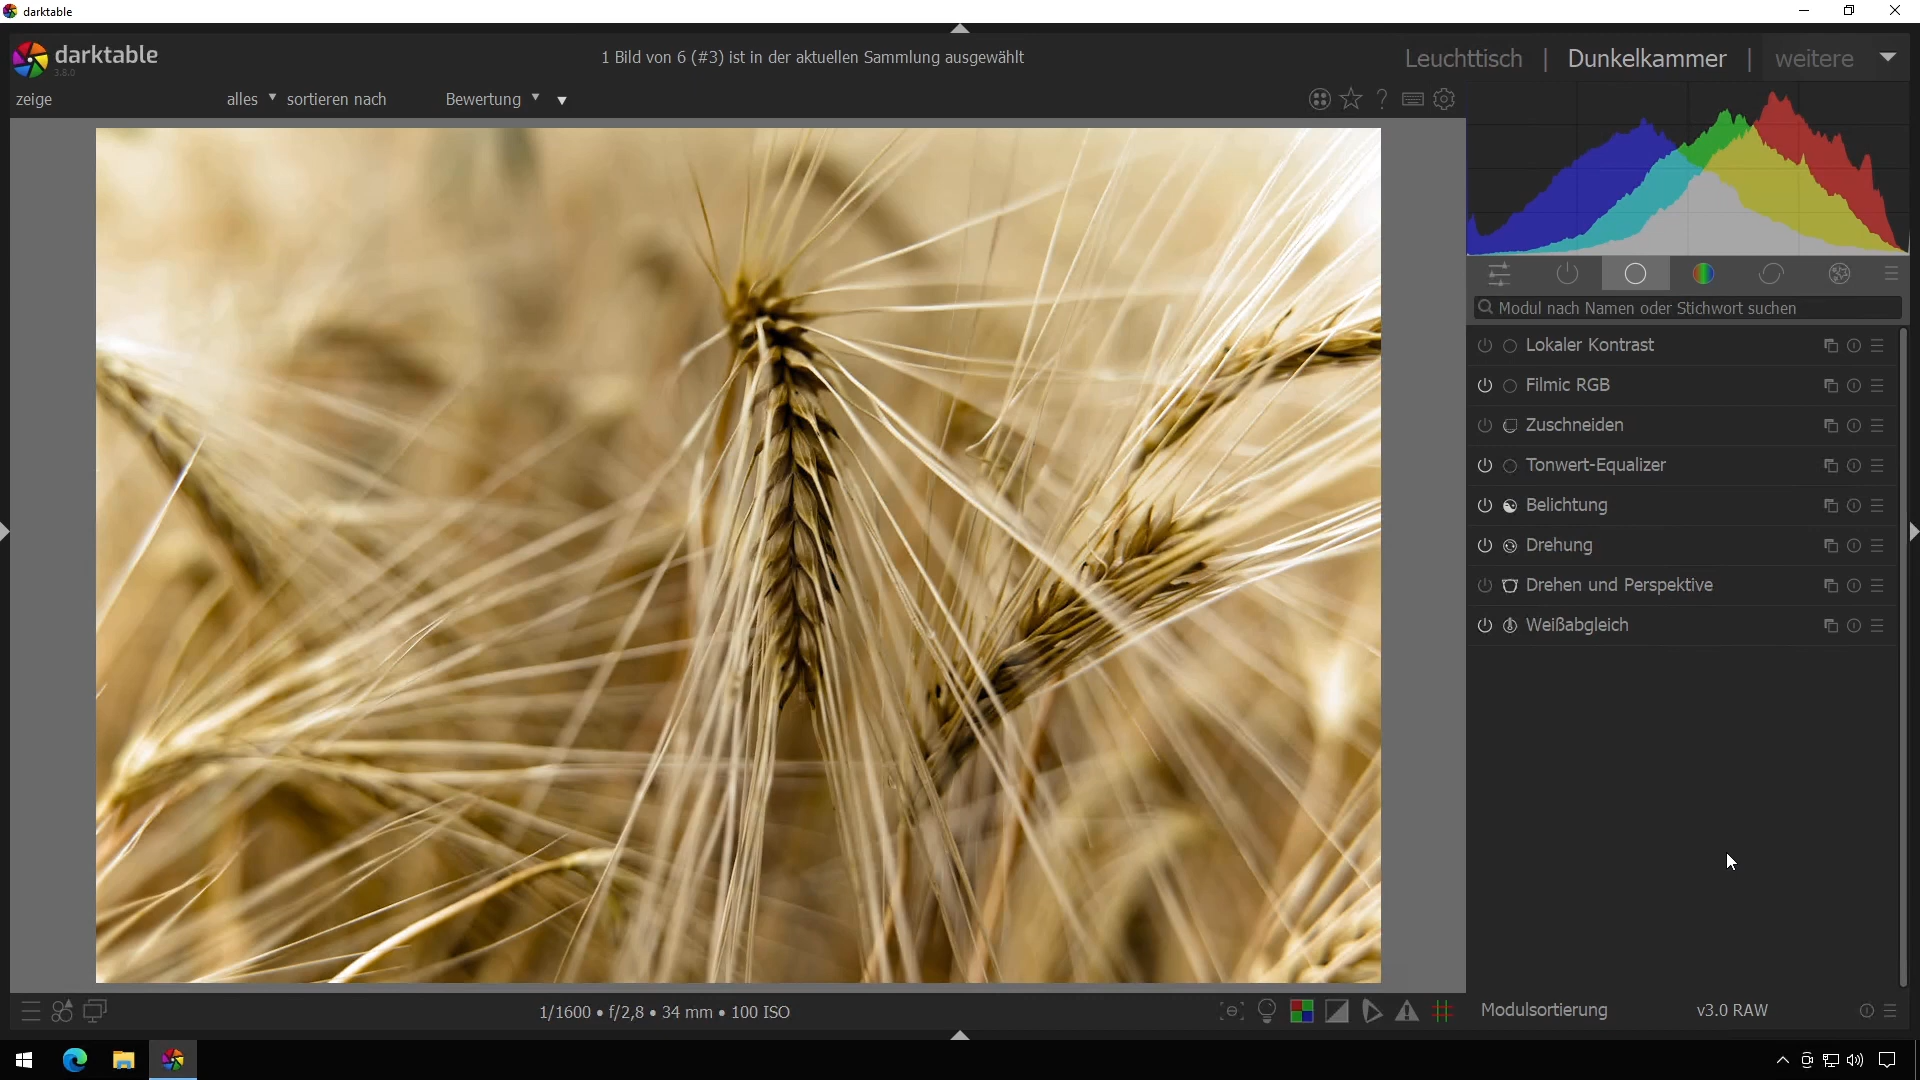 darktable
darktable
3.8.0
1 Bild von 6 (#3) ist in der aktuellen Sammlung ausgewählt
Leuchttisch | Dunkelkammer | weitere
zeige alles sortieren nach Bewertung
?
Modul nach Namen oder Stichwort suchen
Lokaler Kontrast
Filmic RGB
Zuschneiden
Tonwert-Equalizer
Belichtung
Drehung
Drehen und Perspektive
Weißabgleich
1/1600 • f/2,8 • 34 mm • 100 ISO
Modulsortierung v3.0 RAW